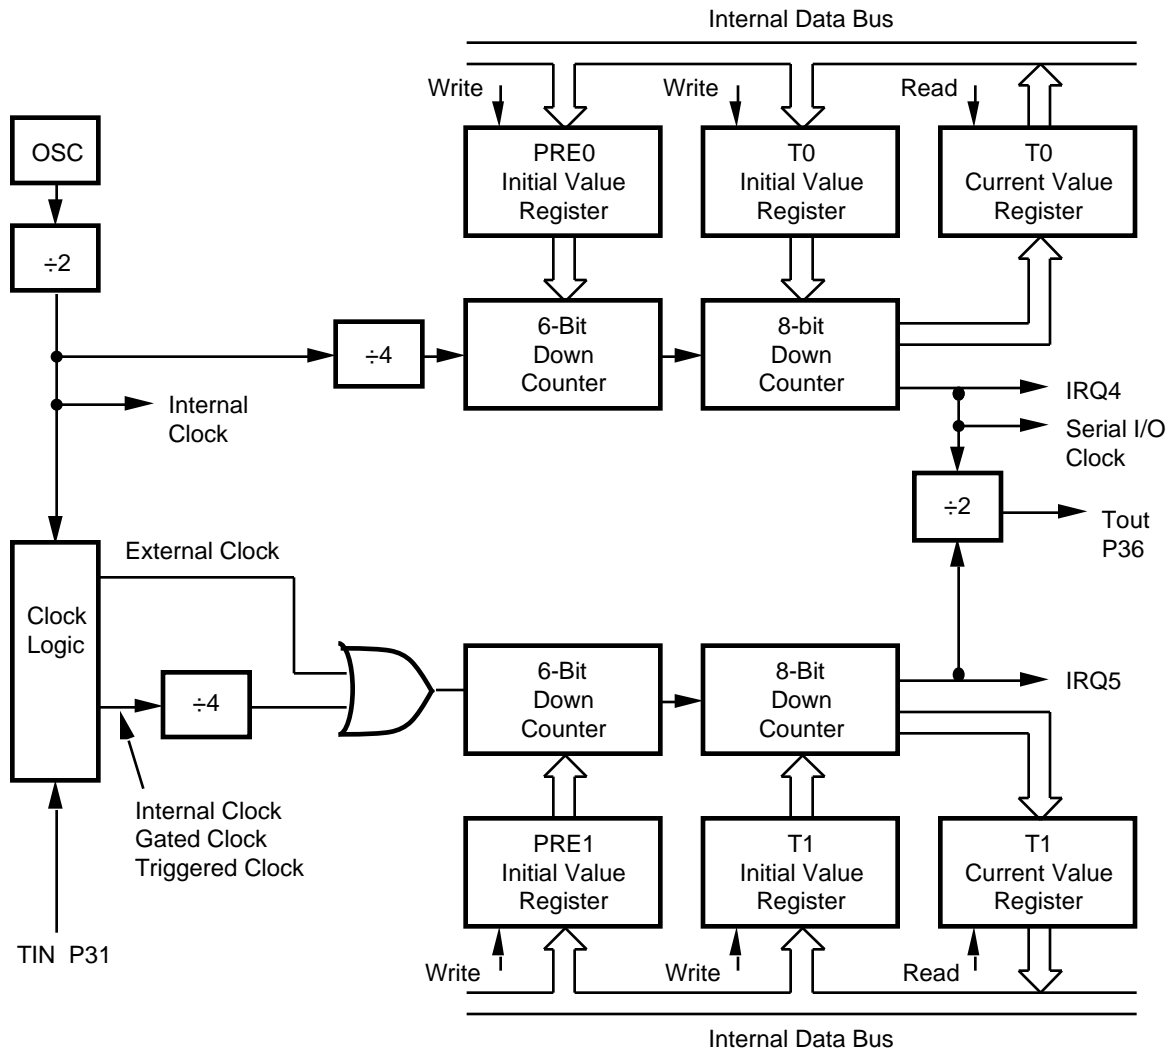 Internal Data Bus
Write
Write
Read
OSC
PRE0
Initial Value
Register
T0
Initial Value
Register
T0
Current Value
Register
÷2
6-Bit
Down
Counter
8-bit
Down
Counter
÷4
IRQ4
Internal
Clock
Serial I/O
Clock
÷2
Tout
P36
External Clock
Clock
Logic
÷4
6-Bit
Down
Counter
8-Bit
Down
Counter
IRQ5
Internal Clock
Gated Clock
Triggered Clock
PRE1
Initial Value
Register
T1
Initial Value
Register
T1
Current Value
Register
TIN P31
Write
Write
Read
Internal Data Bus